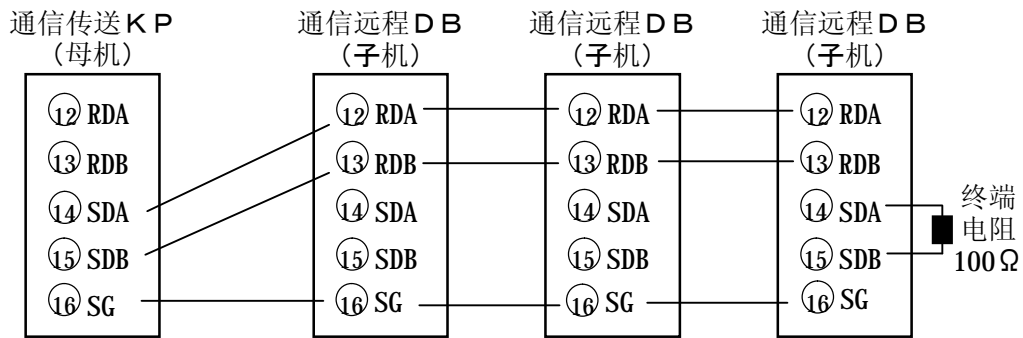 通信传送ＫＰ
（母机）
⑫ RDA
⑬ RDB
⑭ SDA
⑮ SDB
⑯ SG
通信远程ＤＢ
（子机）
⑫ RDA
⑬ RDB
⑭ SDA
⑮ SDB
⑯ SG
通信远程ＤＢ
（子机）
⑫ RDA
⑬ RDB
⑭ SDA
⑮ SDB
⑯ SG
通信远程ＤＢ
（子机）
⑫ RDA
⑬ RDB
⑭ SDA
⑮ SDB
⑯ SG
终端
电阻
100Ω